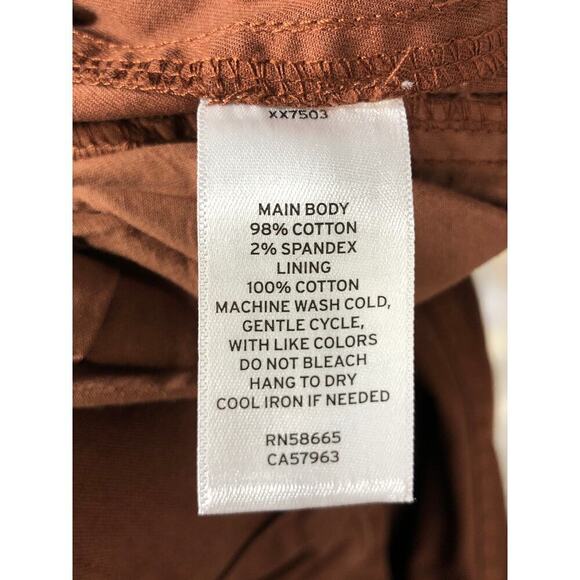 XX7503
MAIN BODY
98% COTTON
2% SPANDEX
LINING
100% COTTON
MACHINE WASH COLD,
GENTLE CYCLE,
WITH LIKE COLORS
DO NOT BLEACH
HANG TO DRY
COOL IRON IF NEEDED
RN58665
CA57963